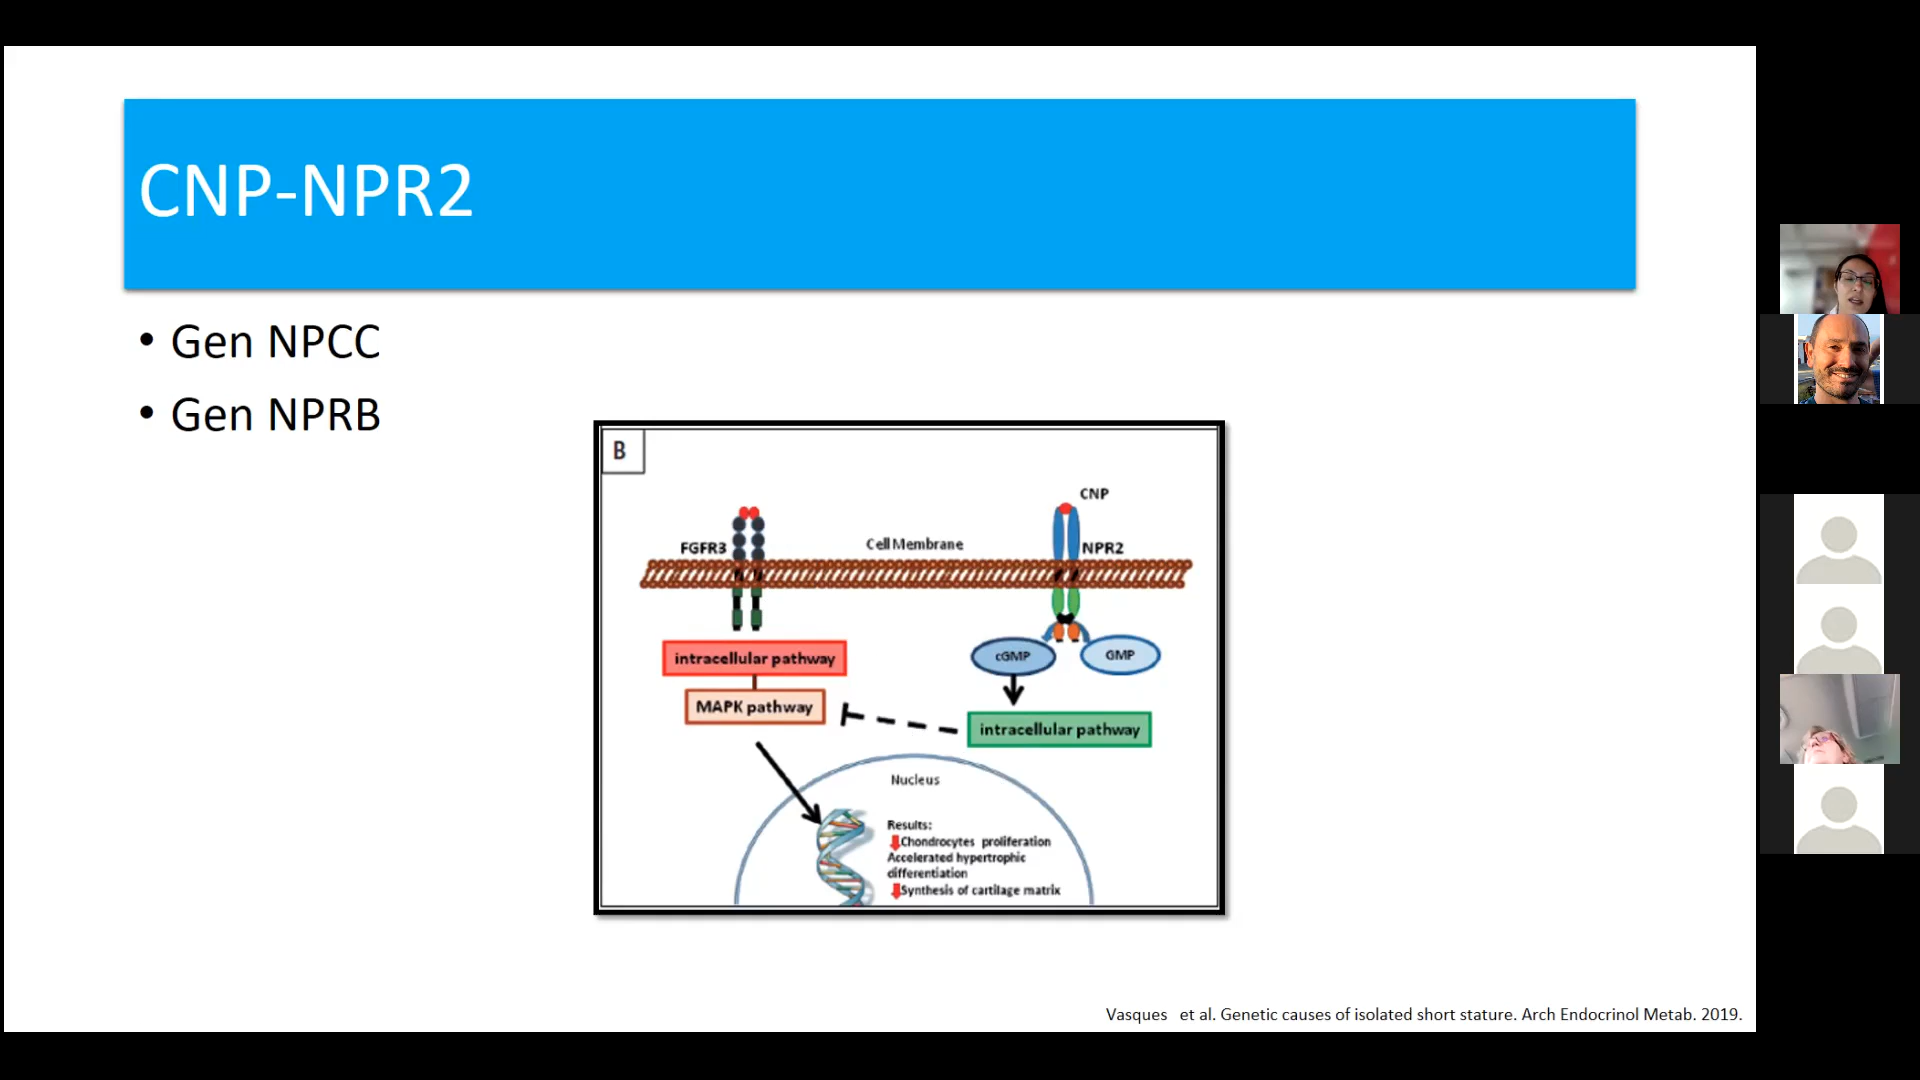 CNP-NPR2
• Gen NPCC
• Gen NPRB
B
CNP
FGFR3
Cell Membrane
NPR2
intracellular pathway
cGMP
GMP
MAPK pathway
intracellular pathway
Nucleus
Results:
Chondrocytes proliferation
Accelerated hypertrophic
differentiation
Synthesis of cartilage matrix
Vasques et al. Genetic causes of isolated short stature. Arch Endocrinol Metab. 2019.